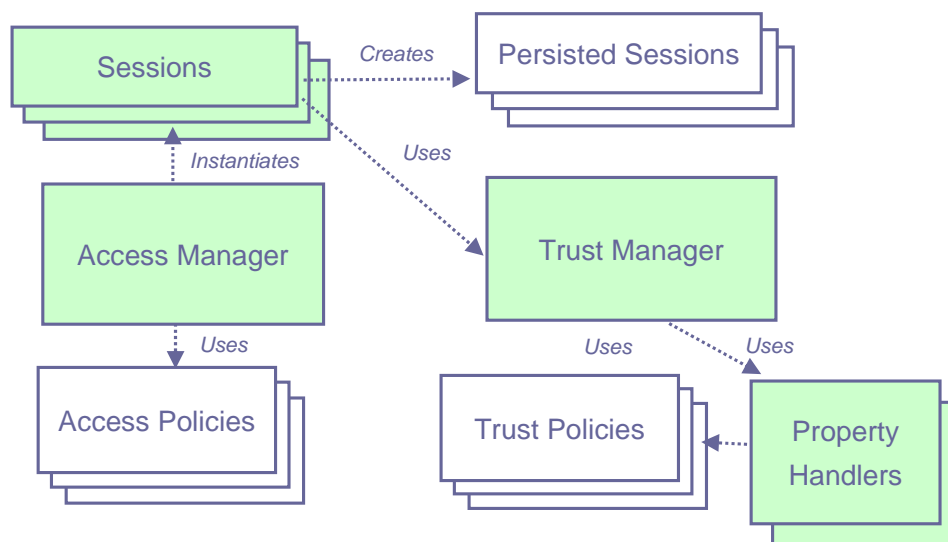 Sessions
Creates
Persisted Sessions
Instantiates
Uses
Access Manager
Trust Manager
Uses
Uses
Uses
Access Policies
Trust Policies
Property
Handlers